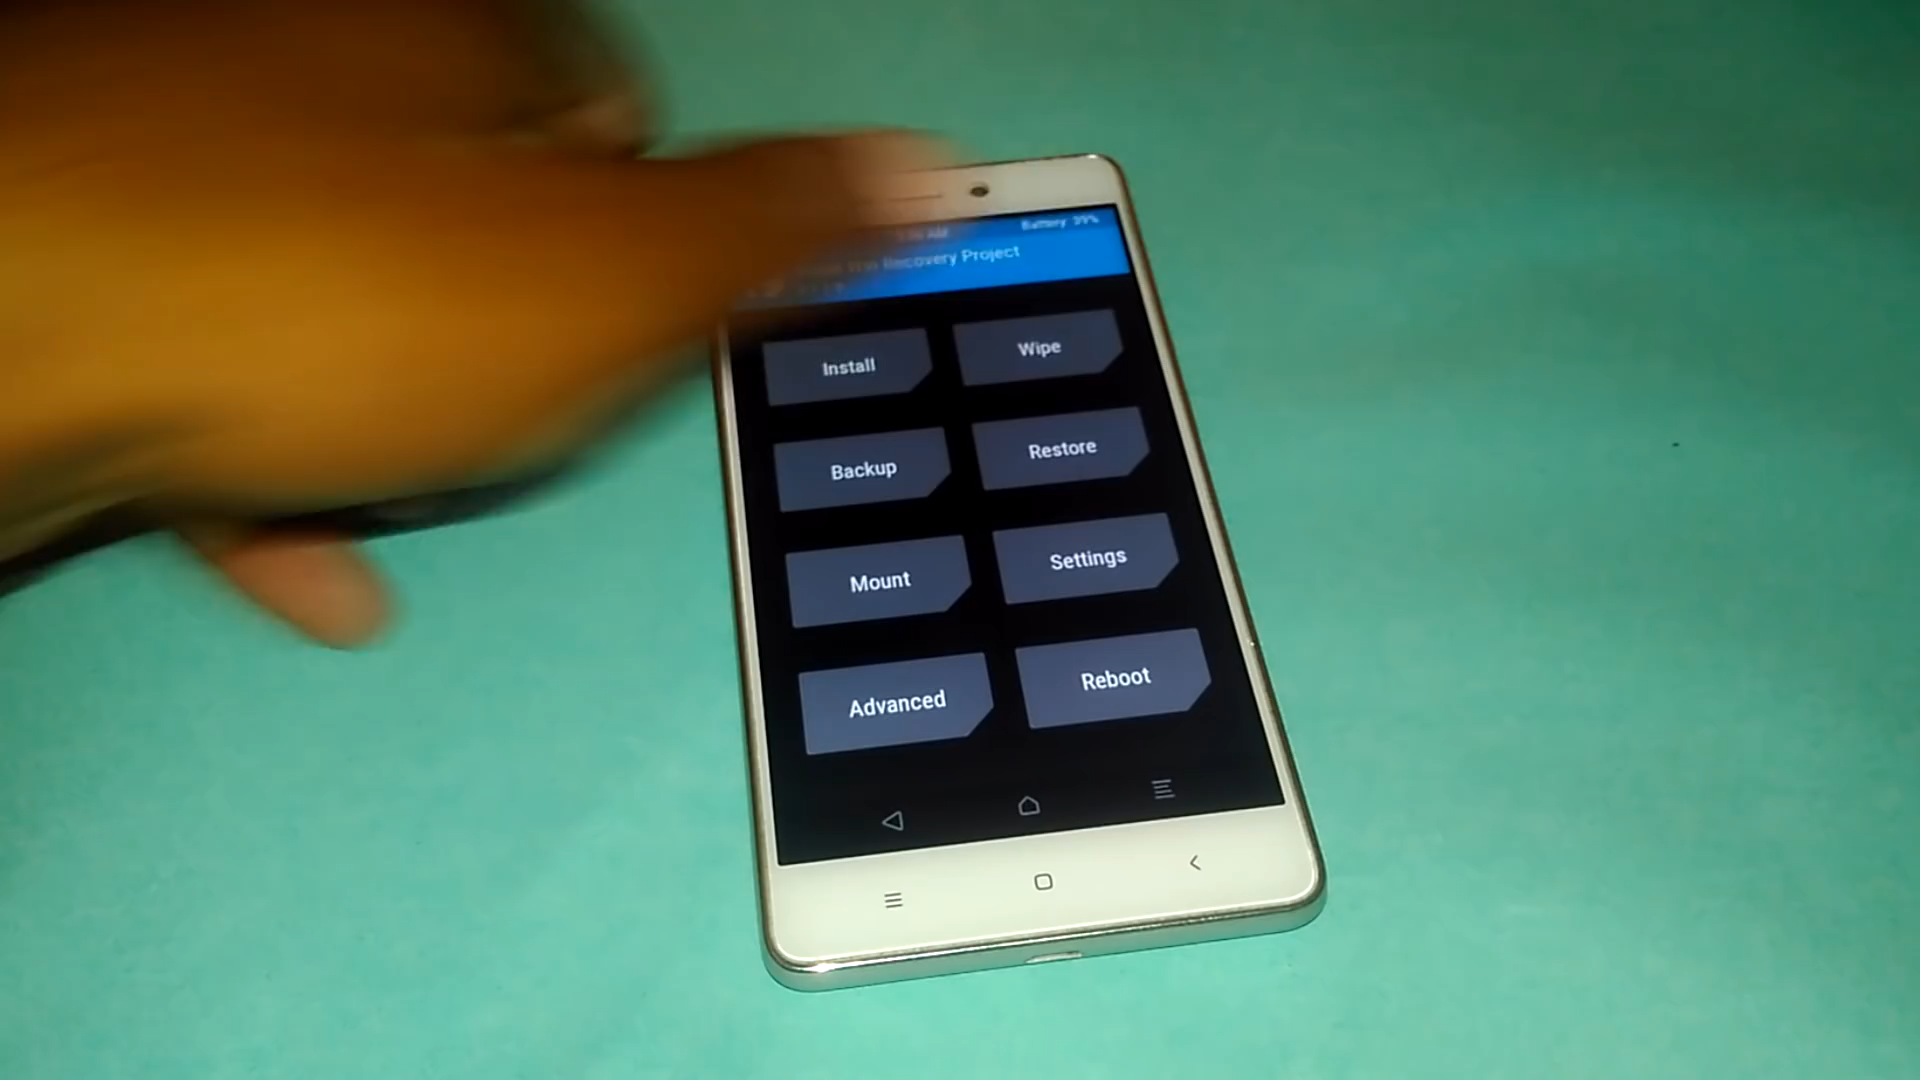 Battery: 39%
Recovery Project
Install
Wipe
Backup
Restore
Mount
Settings
Advanced
Reboot